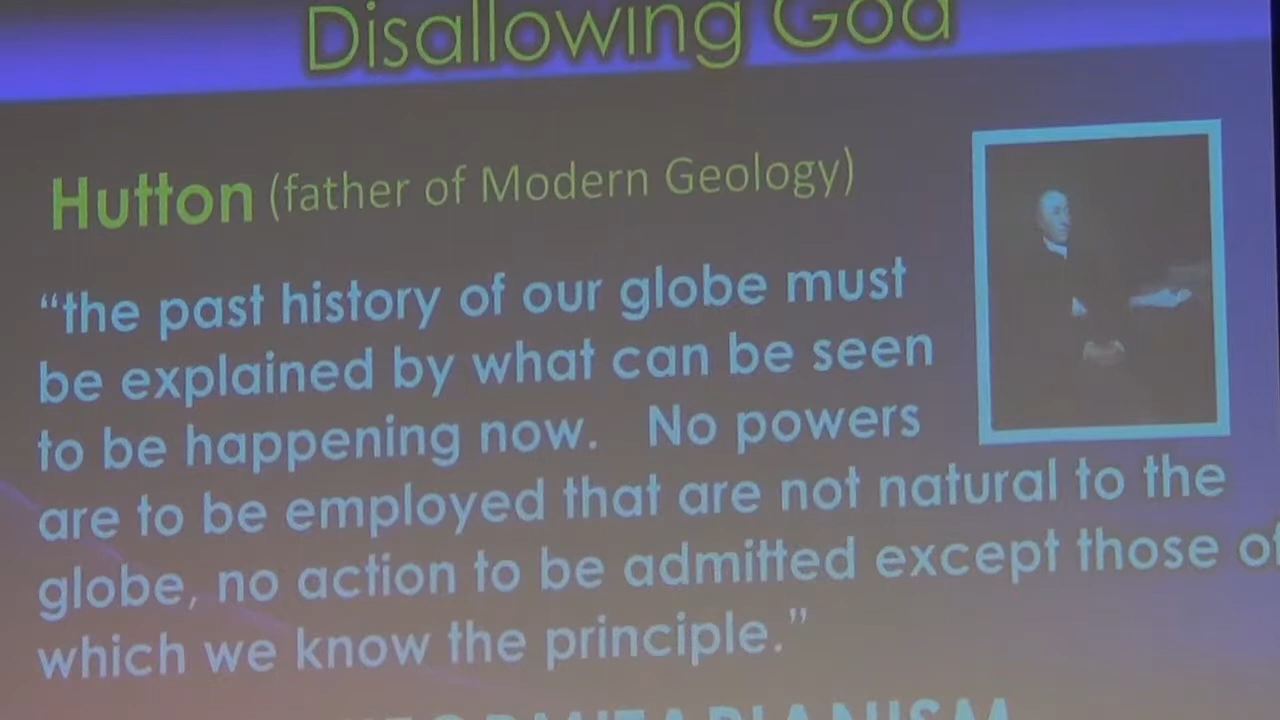 Disallowing God
Hutton (father of Modern Geology)
“the past history of our globe must
be explained by what can be seen
to be happening now. No powers
are to be employed that are not natural to the
globe, no action to be admitted except those of
which we know the principle.”